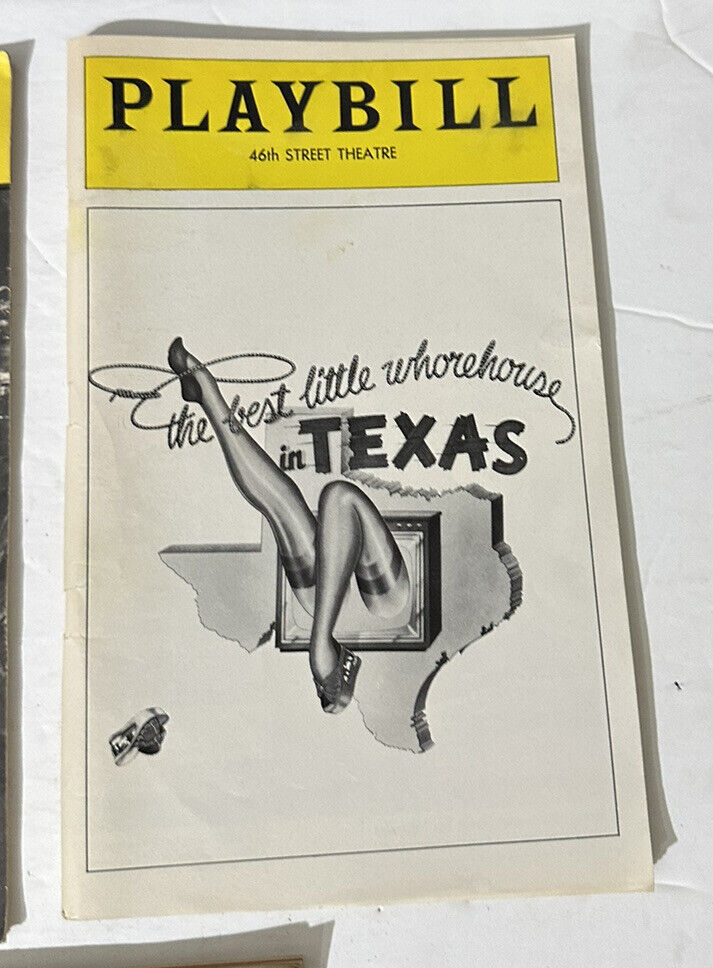 PLAYBILL
46th STREET THEATRE
the best little whorehouse
in TEXAS